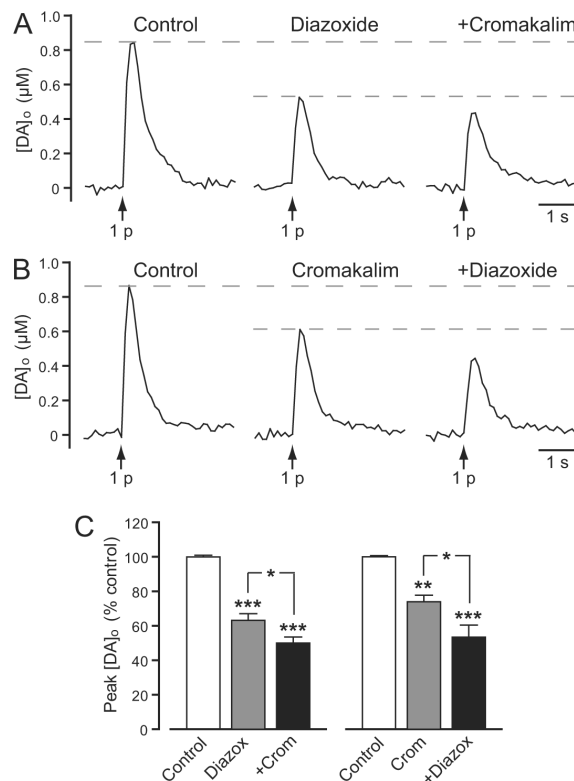 A
Control Diazoxide +Cromakalim
[DA]o (µM)
1.0
0.8
0.6
0.4
0.2
0
1 p 1 p 1 p
1 s
B
Control Cromakalim +Diazoxide
[DA]o (µM)
1.0
0.8
0.6
0.4
0.2
0
1 p 1 p 1 p
1 s
C
Peak [DA]o (% control)
120
100
80
60
40
20
0
* *
*** *** ** ***
Control Diazox +Crom Control Crom +Diazox